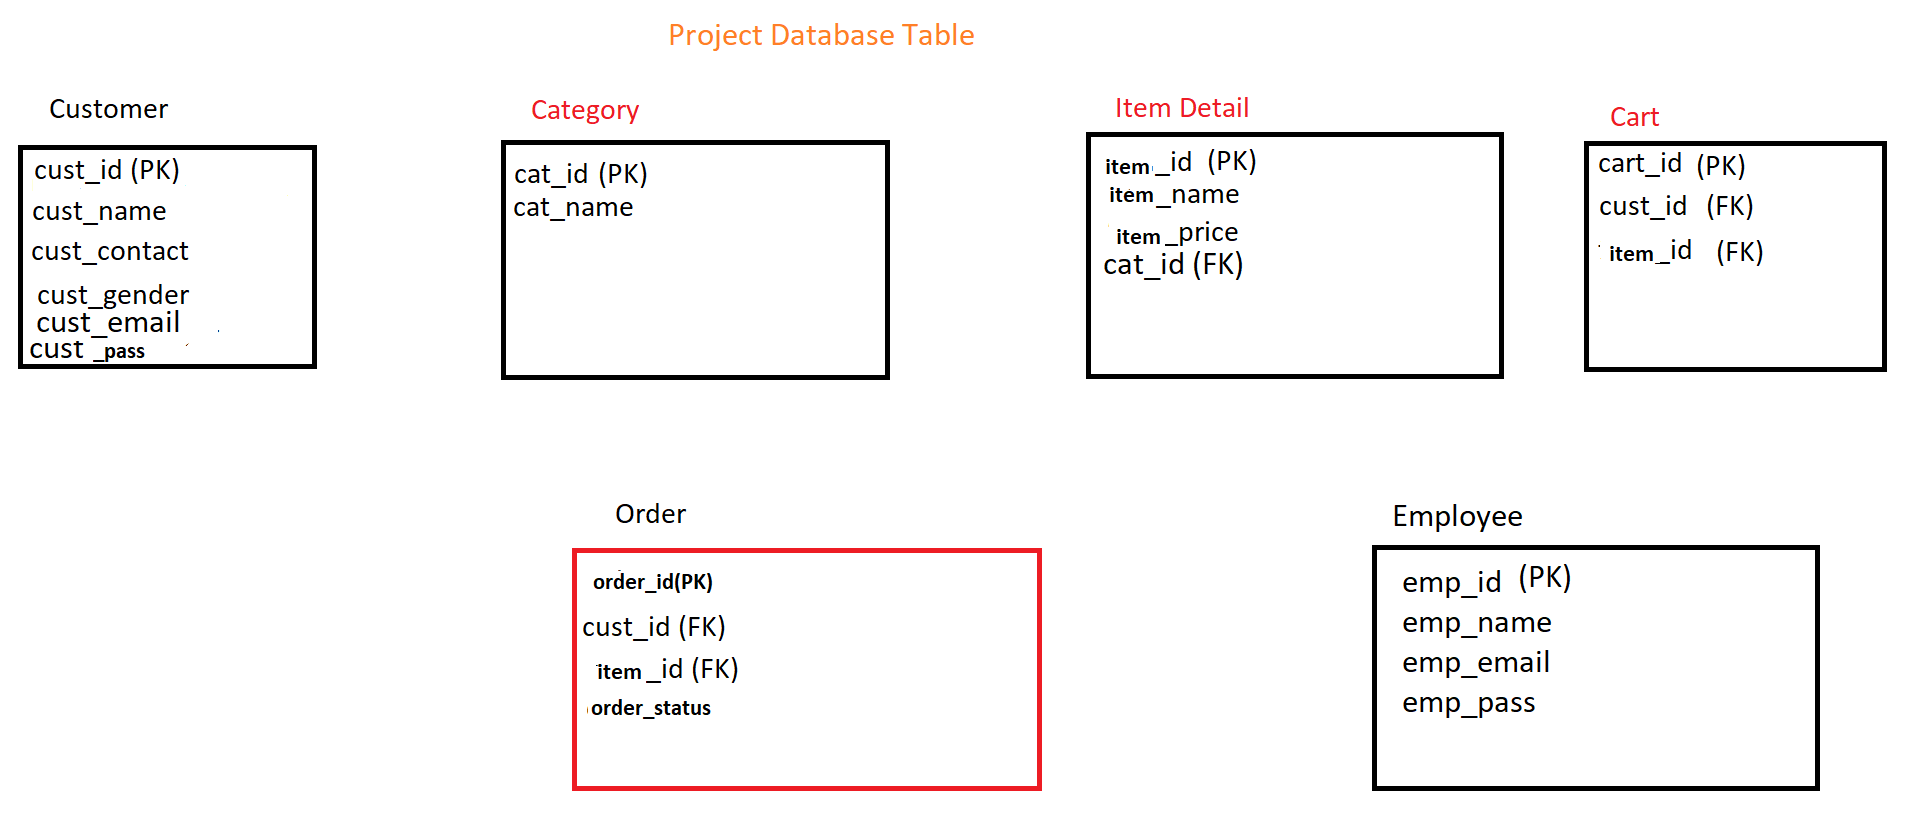 Project Database Table
Customer
cust_id (PK)
cust_name
cust_contact
cust_gender
cust_email
cust _pass
Category
cat_id (PK)
cat_name
Item Detail
item_id (PK)
item_name
item_price
cat_id (FK)
Cart
cart_id (PK)
cust_id (FK)
item_id (FK)
Order
order_id(PK)
cust_id (FK)
item_id (FK)
order_status
Employee
emp_id (PK)
emp_name
emp_email
emp_pass